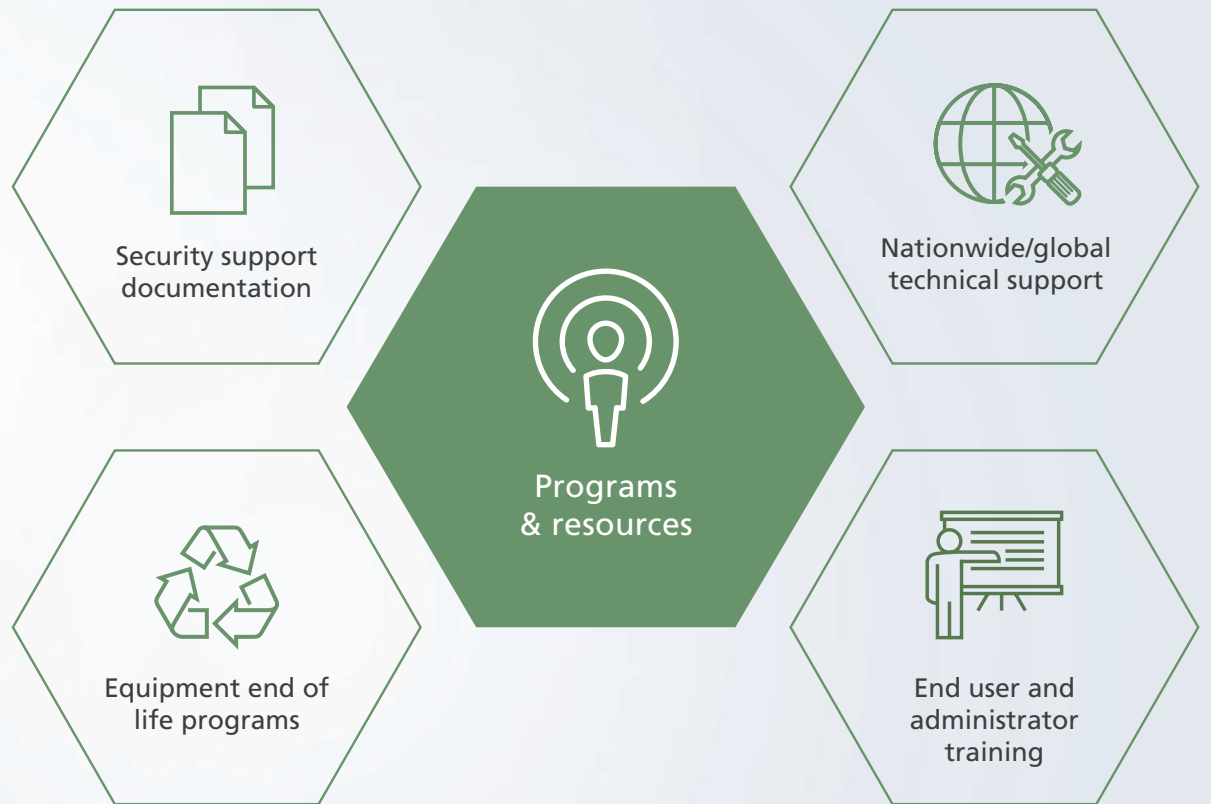 Security support
documentation
Nationwide/global
technical support
Programs
& resources
Equipment end of
life programs
End user and
administrator
training